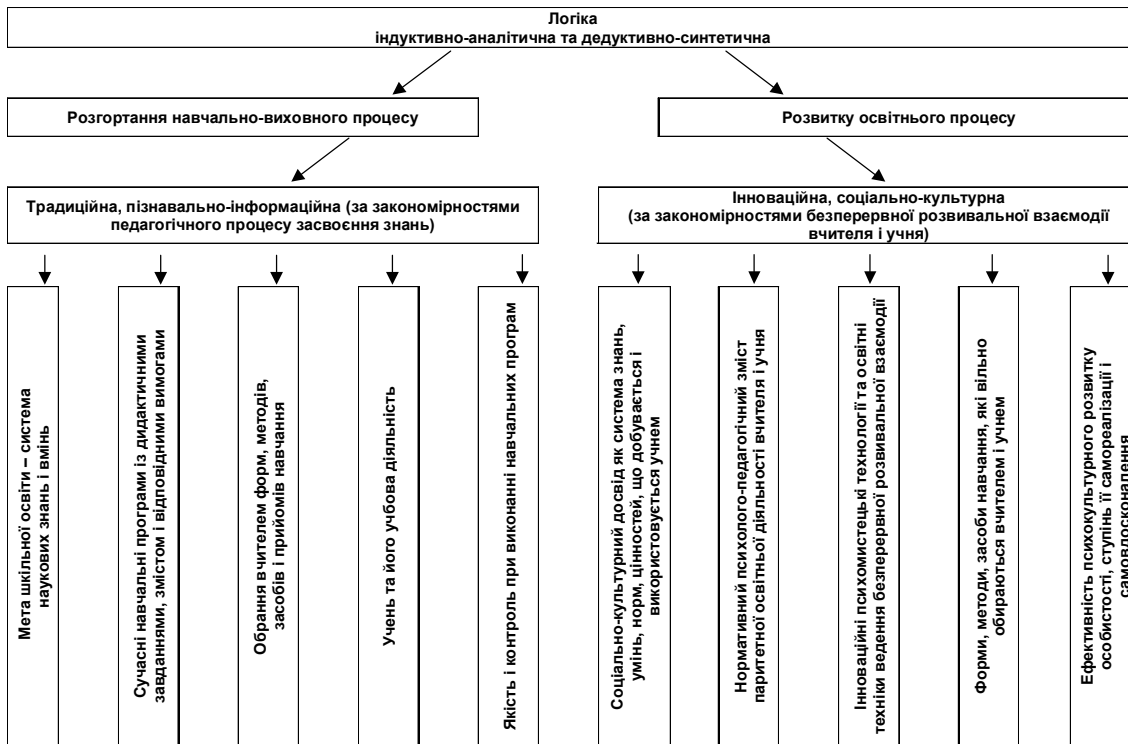 Логіка
індуктивно-аналітична та дедуктивно-синтетична
Розгортання навчально-виховного процесу
Розвитку освітнього процесу
Традиційна, пізнавально-інформаційна (за закономірностями
педагогічного процесу засвоєння знань)
Інноваційна, соціально-культурна
(за закономірностями безперервної розвивальної взаємодії
вчителя і учня)
Мета шкільної освіти – система
наукових знань і вмінь
Сучасні навчальні програми із дидактичними
завданнями, змістом і відповідними вимогами
Обрання вчителем форм, методів,
засобів і прийомів навчання
Учень та його учбова діяльність
Якість і контроль при виконанні навчальних програм
Соціально-культурний досвід як система знань,
умінь, норм, цінностей, що добувається і
використовується учнем
Нормативний психолого-педагогічний зміст
паритетної освітньої діяльності вчителя і учня
Інноваційні психомистецькі технології та освітні
техніки ведення безперервної розвивальної взаємодії
Форми, методи, засоби навчання, які вільно
обираються вчителем і учнем
Ефективність психокультурного розвитку
особистості, ступінь її самореалізації і
самовдосконалення